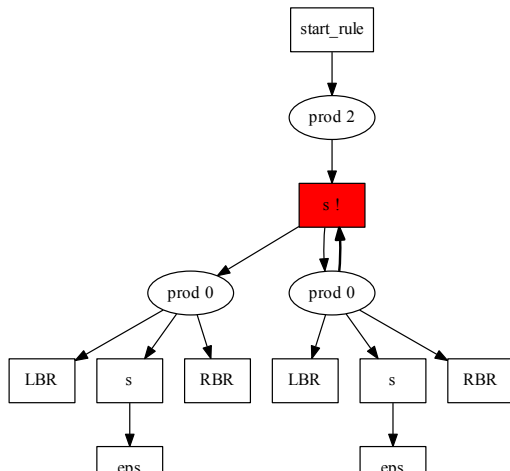 start_rule
prod 2
s !
prod 0 prod 0
LBR s RBR LBR s RBR
eps eps